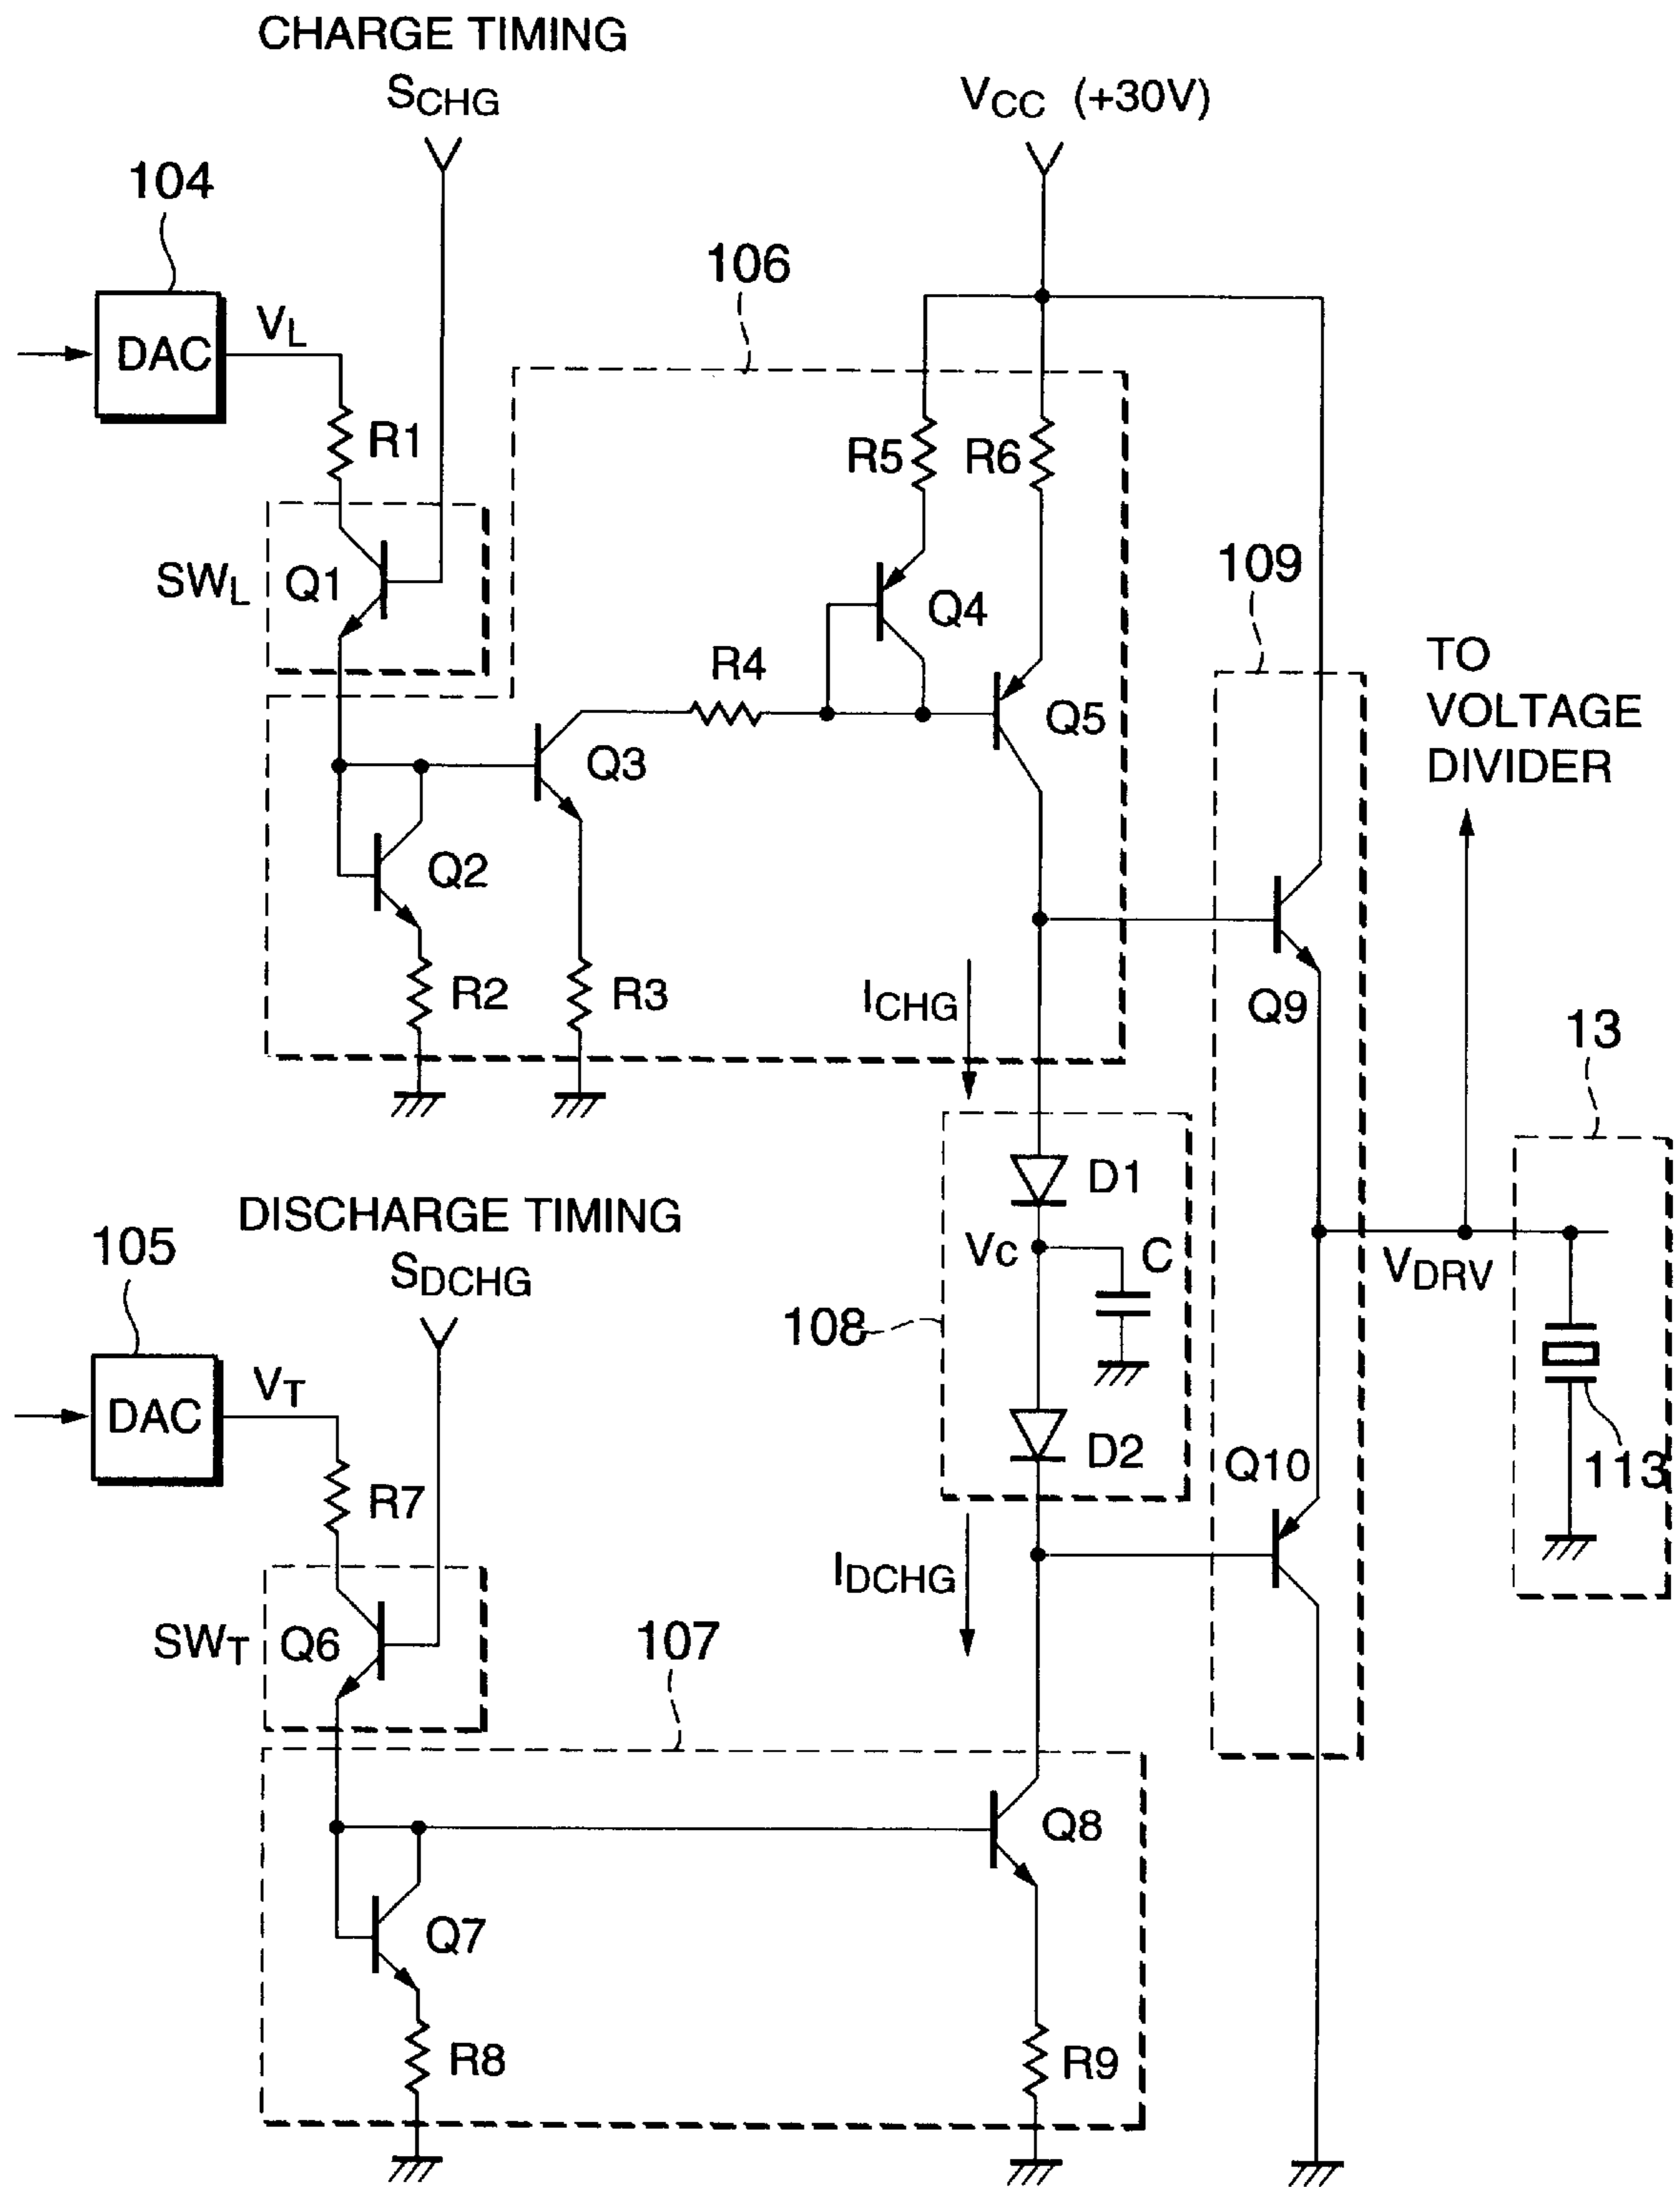 CHARGE TIMING
SCHG
VCC (+30V)
104
DAC
VL
R1
106
R5
R6
SWL
Q1
Q4
109
TO
VOLTAGE
DIVIDER
R4
Q5
Q3
Q2
R2
R3
ICHG
Q9
13
D1
DISCHARGE TIMING
SDCHG
105
DAC
VT
VC
C
VDRV
108
D2
Q10
113
R7
IDCHG
SWT
Q6
107
Q8
Q7
R8
R9